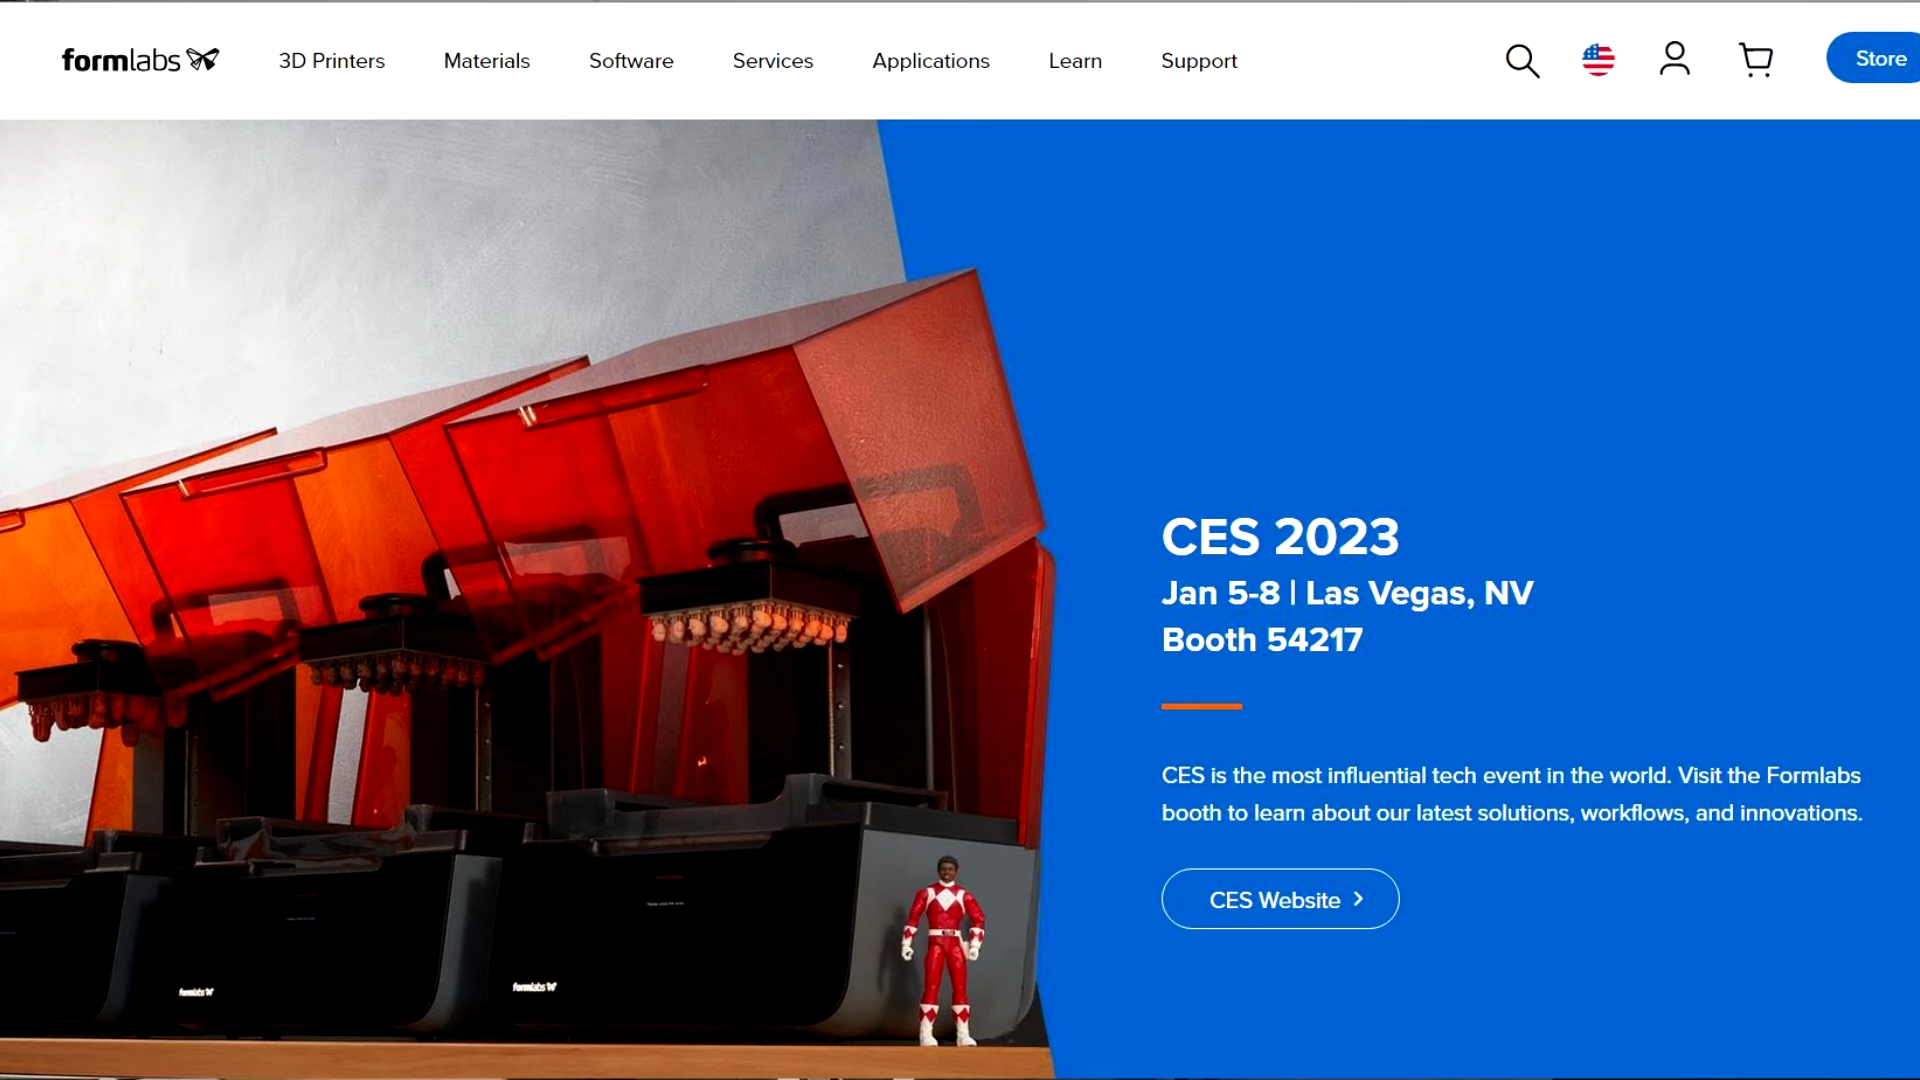 formlabs
3D Printers
Materials
Software
Services
Applications
Learn
Support
Store
CES 2023
Jan 5-8 | Las Vegas, NV
Booth 54217
CES is the most influential tech event in the world. Visit the Formlabs
booth to learn about our latest solutions, workflows, and innovations.
CES Website
formlabs
formlabs